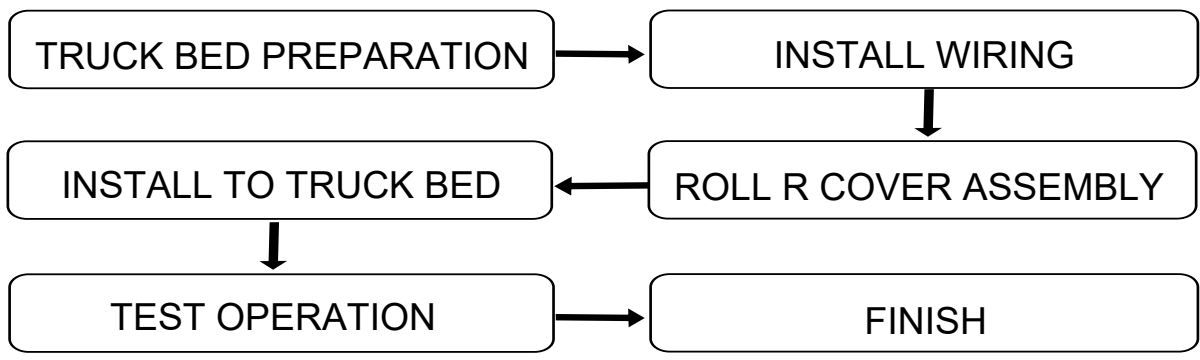 TRUCK BED PREPARATION
INSTALL WIRING
ROLL R COVER ASSEMBLY
INSTALL TO TRUCK BED
TEST OPERATION
FINISH